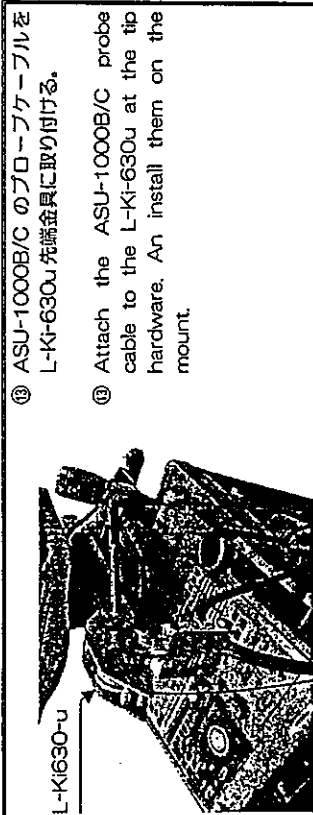 ⑬ ASU-1000B/C のプローブケーブルを
L-Ki-630u 先端金具に取り付ける。
⑬ Attach the ASU-1000B/C probe
cable to the L-Ki-630u at the tip
hardware. An install them on the
mount.
L-Ki630-u